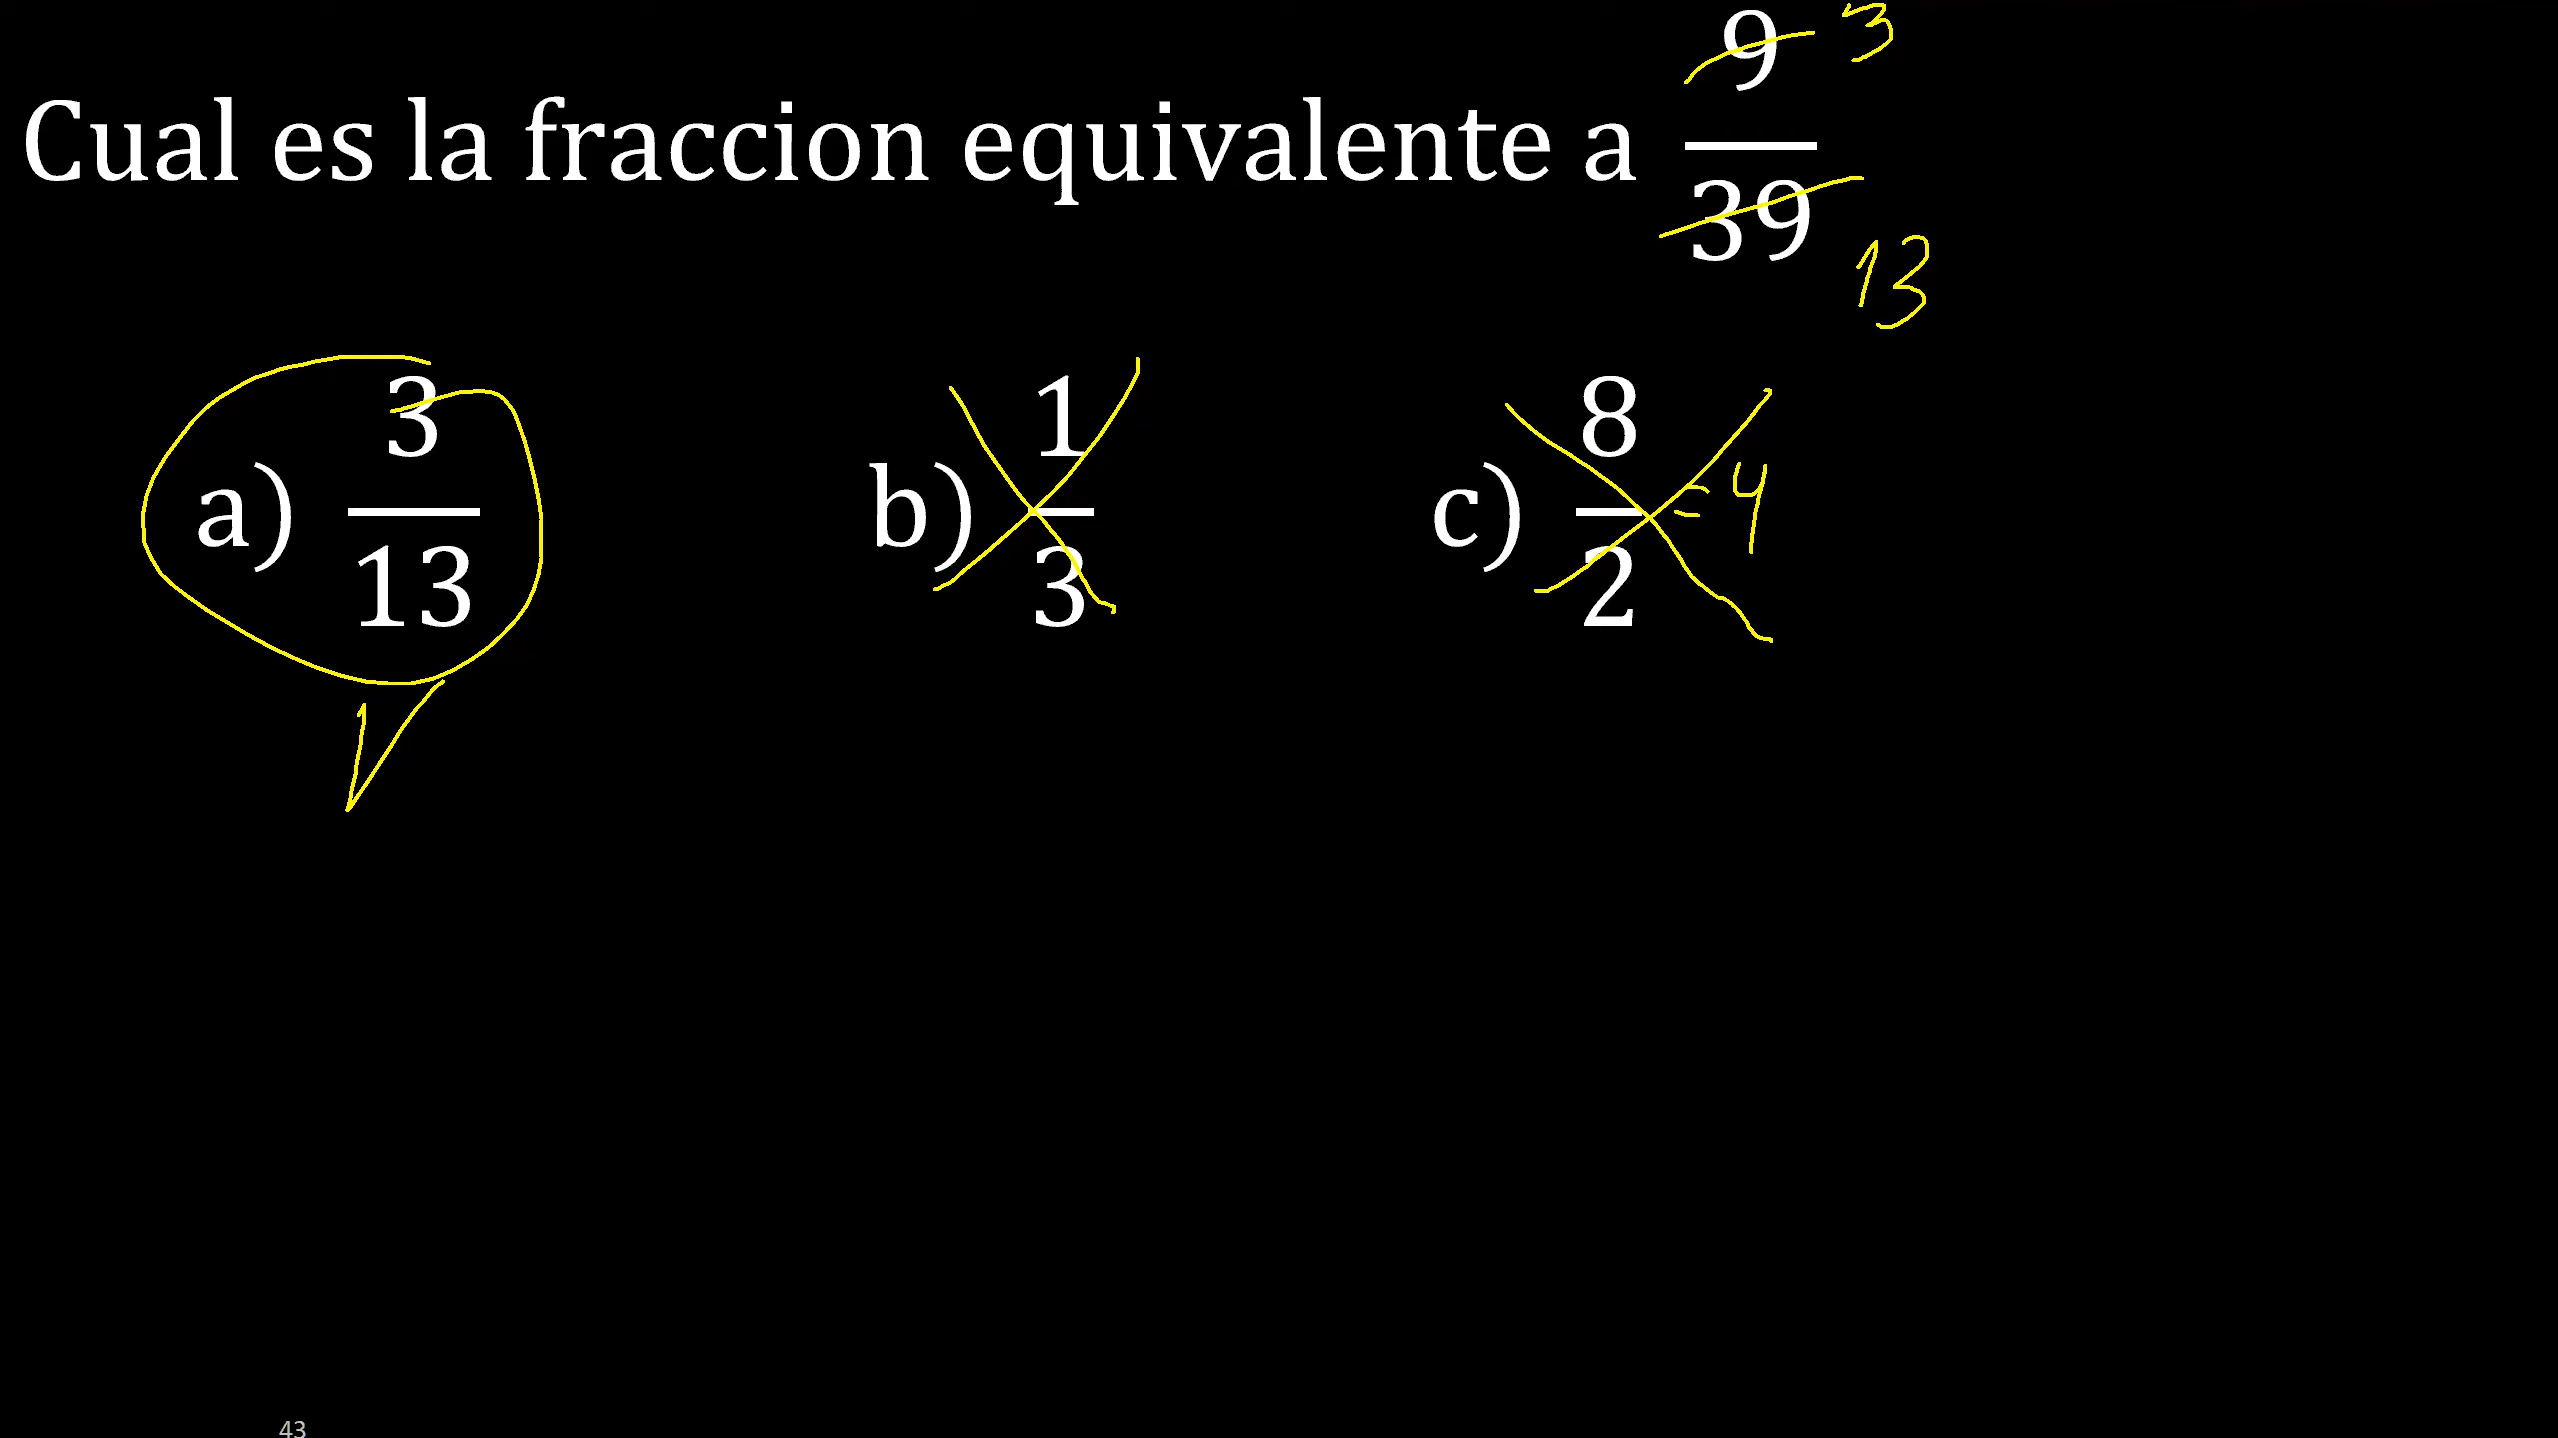 Cual es la fraccion equivalente a 9/39 3 13
a) 3/13 b) 1/3 c) 8/2 = 4
43